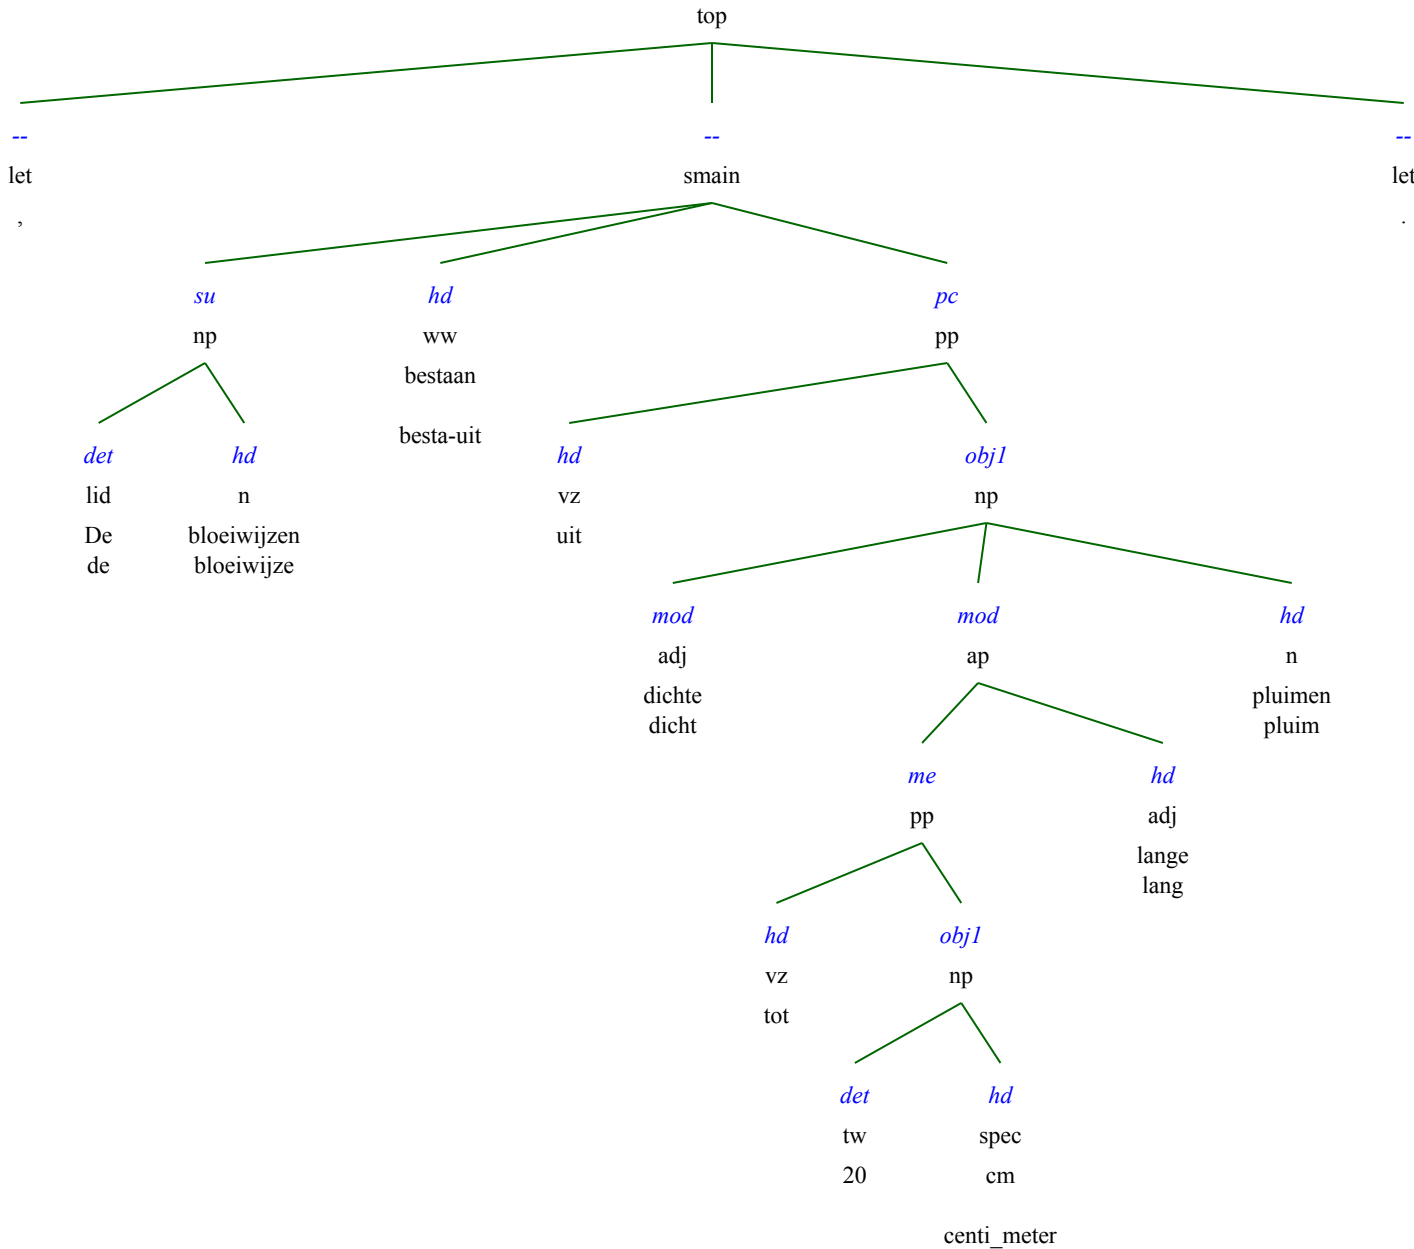 top
-- -- --
let smain let
, .
su hd pc
np ww pp
bestaan
besta-uit
det hd hd obj1
lid n vz np
De bloeiwijzen uit
de bloeiwijze
mod mod hd
adj ap n
dichte pluimen
dicht pluim
me hd
pp adj
lange
lang
hd obj1
vz np
tot
det hd
tw spec
20 cm
centi_meter